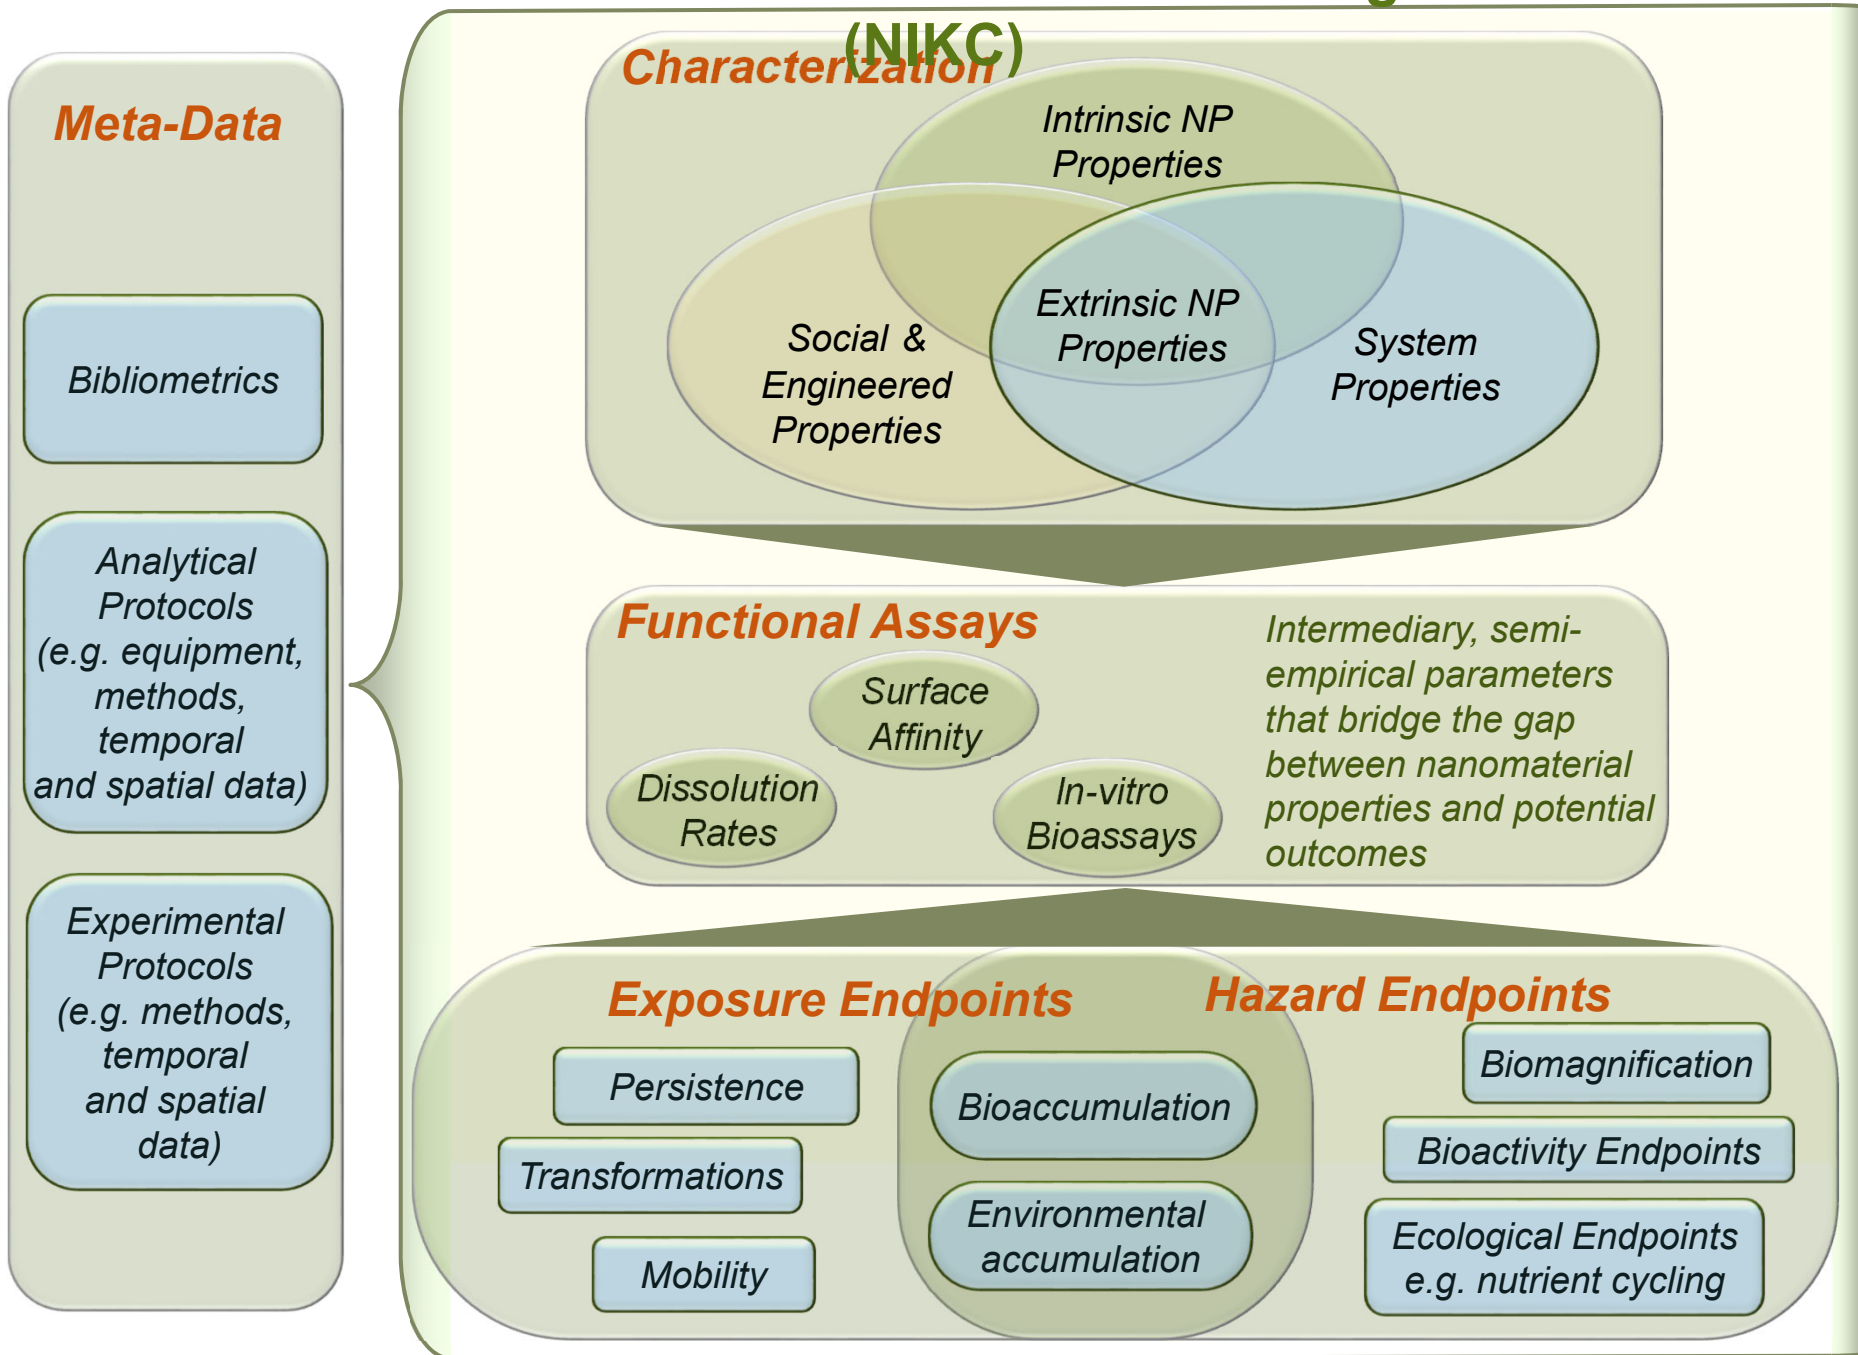 (NIKC)
Meta-Data
Bibliometrics
Analytical
Protocols
(e.g. equipment,
methods,
temporal
and spatial data)
Experimental
Protocols
(e.g. methods,
temporal
and spatial
data)
Characterization
Intrinsic NP
Properties
Extrinsic NP
Properties
Social &
Engineered
Properties
System
Properties
Functional Assays
Surface
Affinity
Dissolution
Rates
In-vitro
Bioassays
Intermediary, semi-
empirical parameters
that bridge the gap
between nanomaterial
properties and potential
outcomes
Exposure Endpoints
Persistence
Transformations
Mobility
Bioaccumulation
Environmental
accumulation
Hazard Endpoints
Biomagnification
Bioactivity Endpoints
Ecological Endpoints
e.g. nutrient cycling